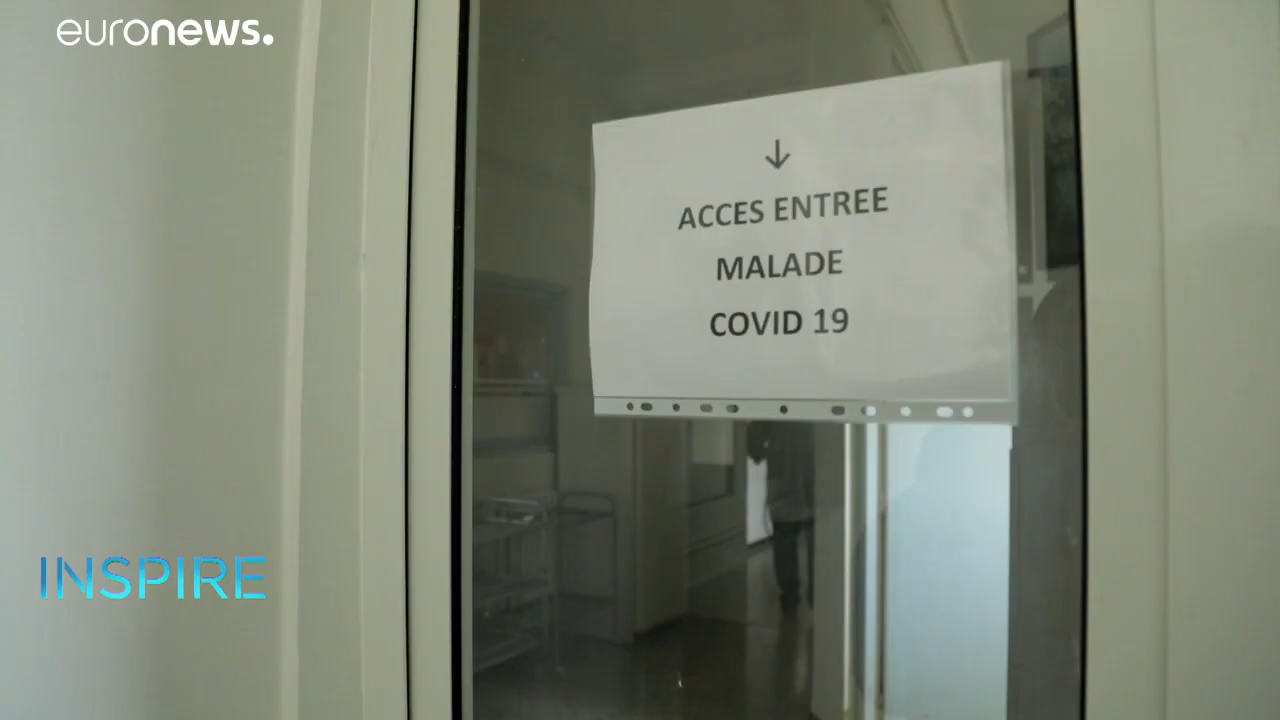 euronews.
↓
ACCES ENTREE
MALADE
COVID 19
INSPIRE